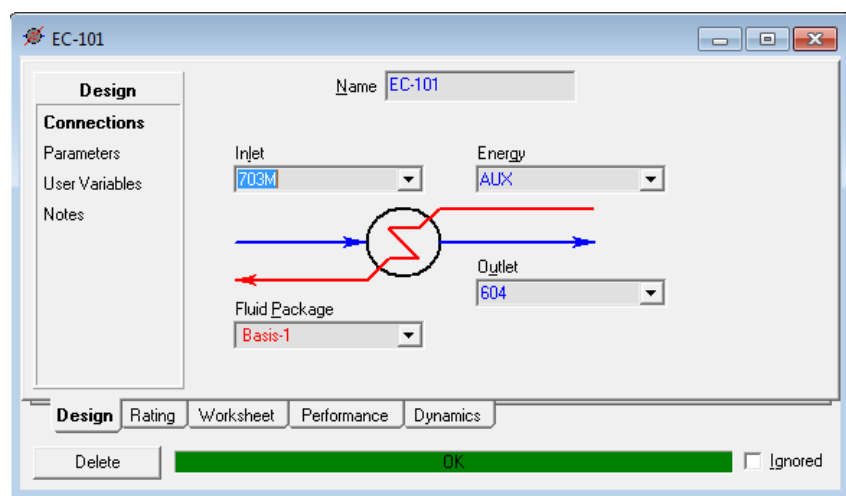 EC-101
Design
Connections
Parameters
User Variables
Notes
Name EC-101
Inlet
703M
Energy
AUX
Outlet
604
Fluid Package
Basis-1
Design Rating Worksheet Performance Dynamics
Delete OK Ignored